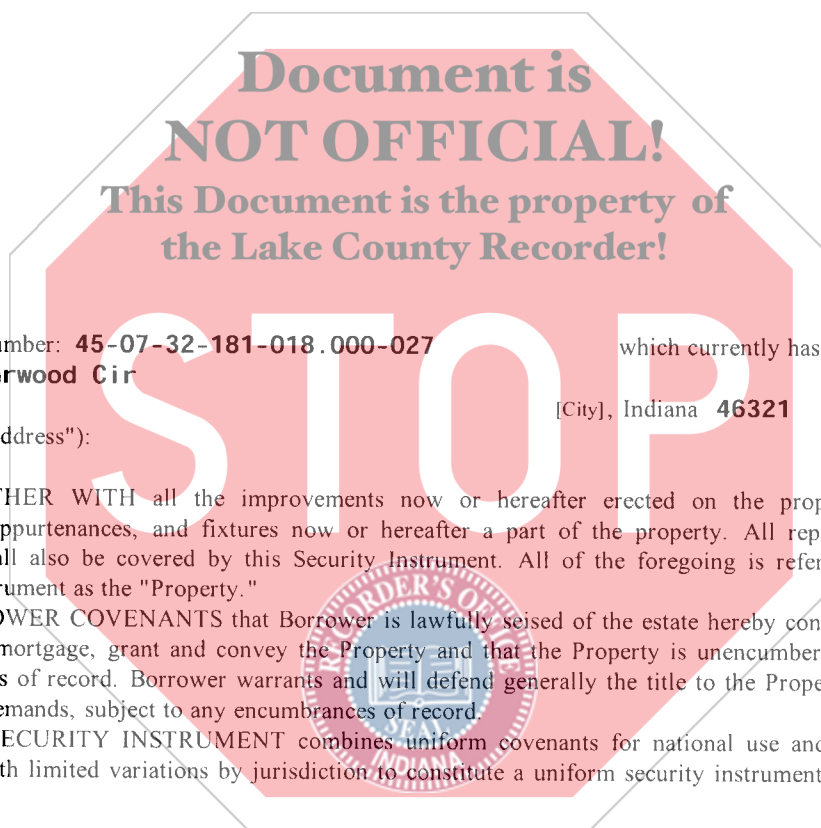 Document is
NOT OFFICIAL!
This Document is the property of
the Lake County Recorder!
STOP
umber: 45-07-32-181-018.000-027 which currently has
rwood Cir
[City], Indiana 46321
ddress"):
THER WITH all the improvements now or hereafter erected on the prop
ppurtenances, and fixtures now or hereafter a part of the property. All rep
ll also be covered by this Security Instrument. All of the foregoing is refer
rument as the "Property."
OWER COVENANTS that Borrower is lawfully seised of the estate hereby con
mortgage, grant and convey the Property and that the Property is unencumber
s of record. Borrower warrants and will defend generally the title to the Prope
emands, subject to any encumbrances of record.
ECURITY INSTRUMENT combines uniform covenants for national use and
th limited variations by jurisdiction to constitute a uniform security instrument
RECORDER'S OFFICE
SEAL
INDIANA